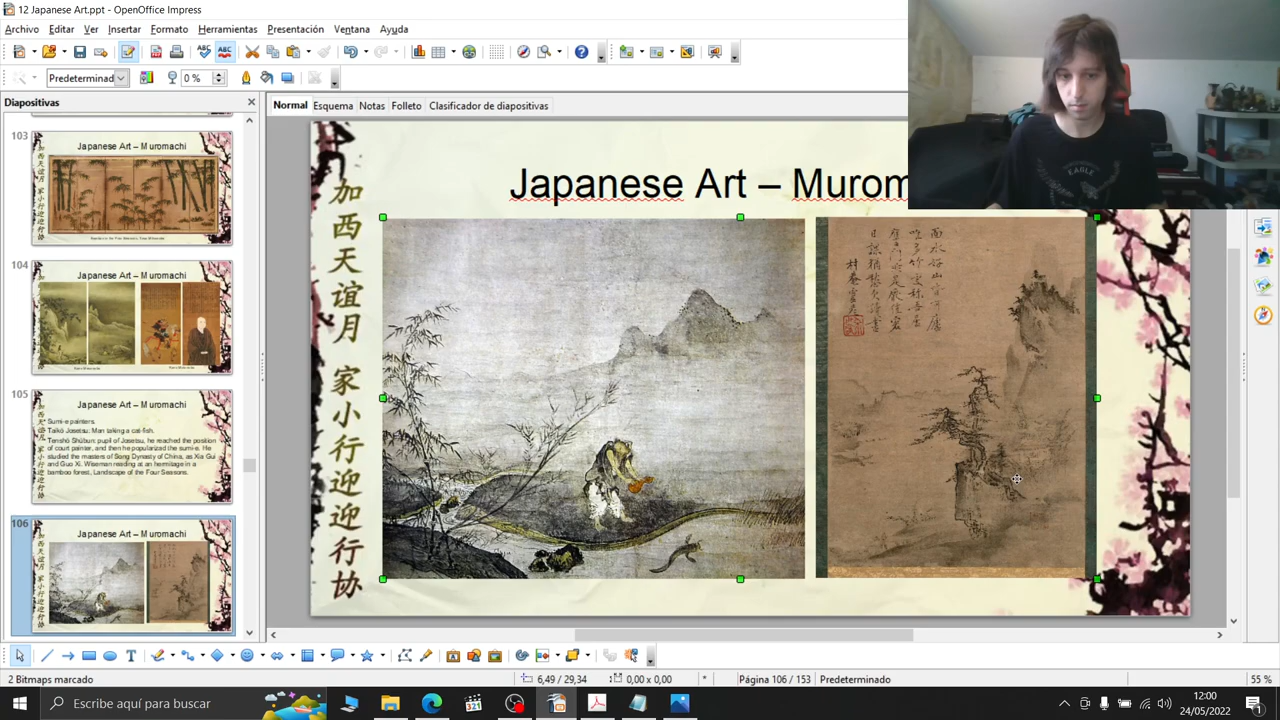 12 Japanese Art.ppt - OpenOffice Impress
Archivo Editar Ver Insertar Formato Herramientas Presentación Ventana Ayuda
Predeterminad
0 %
Diapositivas
Normal Esquema Notas Folleto Clasificador de diapositivas
103
Japanese Art – Muromachi
104
Japanese Art – Muromachi
105
Japanese Art – Muromachi
Sumi-e painters.
Taikō Josetsu: Man taking a cat-fish.
Tenshō Shūbun: pupil of Josetsu, he reached the position
of court painter, and then he popularized the sumi-e. He
studied the masters of Song Dynasty of China, as Xia Gui
and Guo Xi. Wiseman reading at an hermitage in a
bamboo forest, Landscape of the Four Seasons.
106
Japanese Art – Muromachi
Japanese Art – Murom
加西天谊月
家小行迎迎行协
EAGLE
2 Bitmaps marcado
6,49 / 29,34
0,00 x 0,00
*
Página 106 / 153
Predeterminado
55 %
Escribe aquí para buscar
321
12:00
24/05/2022
1